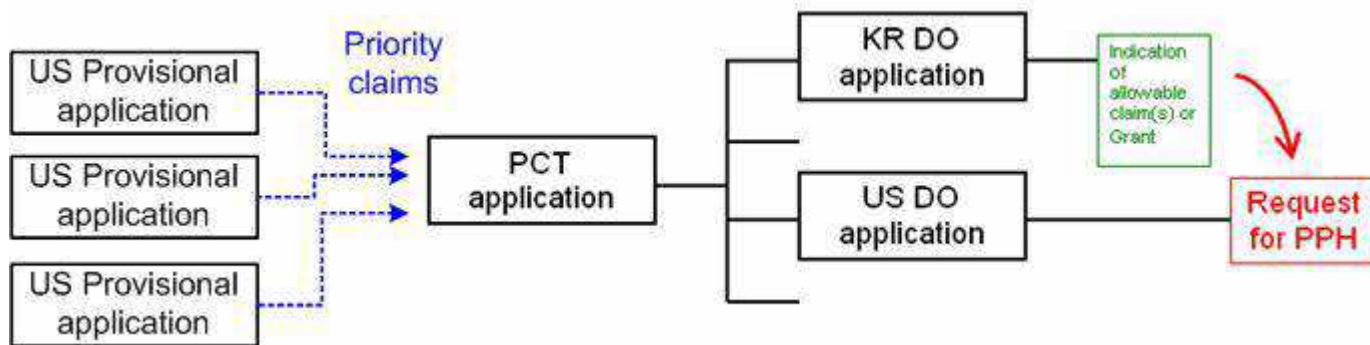 US Provisional
application
US Provisional
application
US Provisional
application
Priority
claims
PCT
application
KR DO
application
US DO
application
Indication
of
allowable
claim(s) or
Grant
Request
for PPH